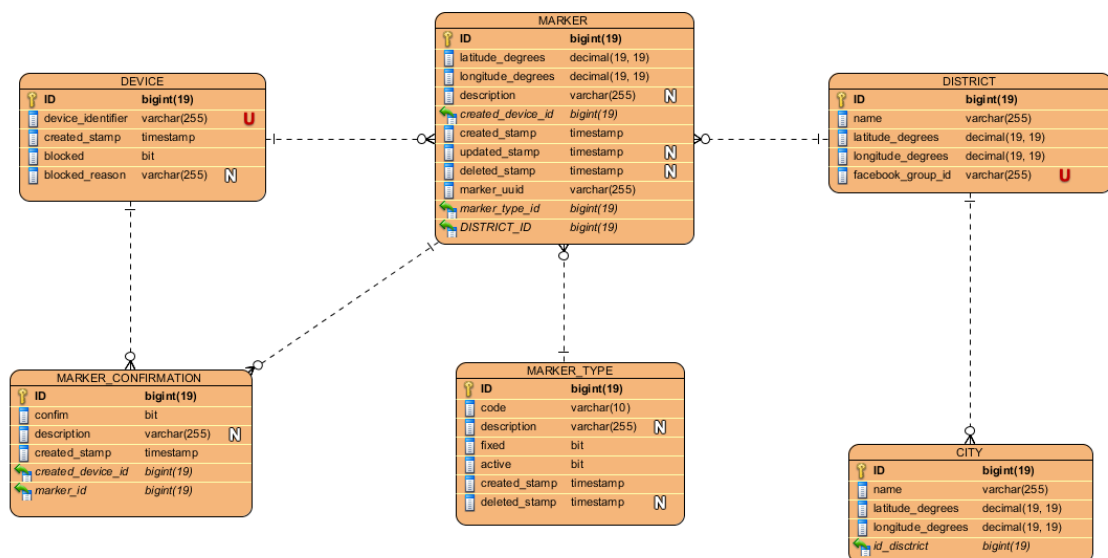 MARKER
ID bigint(19)
latitude_degrees decimal(19, 19)
longitude_degrees decimal(19, 19)
description varchar(255) N
created_device_id bigint(19)
created_stamp timestamp
updated_stamp timestamp N
deleted_stamp timestamp N
marker_uuid varchar(255)
marker_type_id bigint(19)
DISTRICT_ID bigint(19)
DEVICE
ID bigint(19)
device_identifier varchar(255) U
created_stamp timestamp
blocked bit
blocked_reason varchar(255) N
DISTRICT
ID bigint(19)
name varchar(255)
latitude_degrees decimal(19, 19)
longitude_degrees decimal(19, 19)
facebook_group_id varchar(255) U
MARKER_CONFIRMATION
ID bigint(19)
confim bit
description varchar(255) N
created_stamp timestamp
created_device_id bigint(19)
marker_id bigint(19)
MARKER_TYPE
ID bigint(19)
code varchar(10)
description varchar(255) N
fixed bit
active bit
created_stamp timestamp
deleted_stamp timestamp N
CITY
ID bigint(19)
name varchar(255)
latitude_degrees decimal(19, 19)
longitude_degrees decimal(19, 19)
id_disctrict bigint(19)